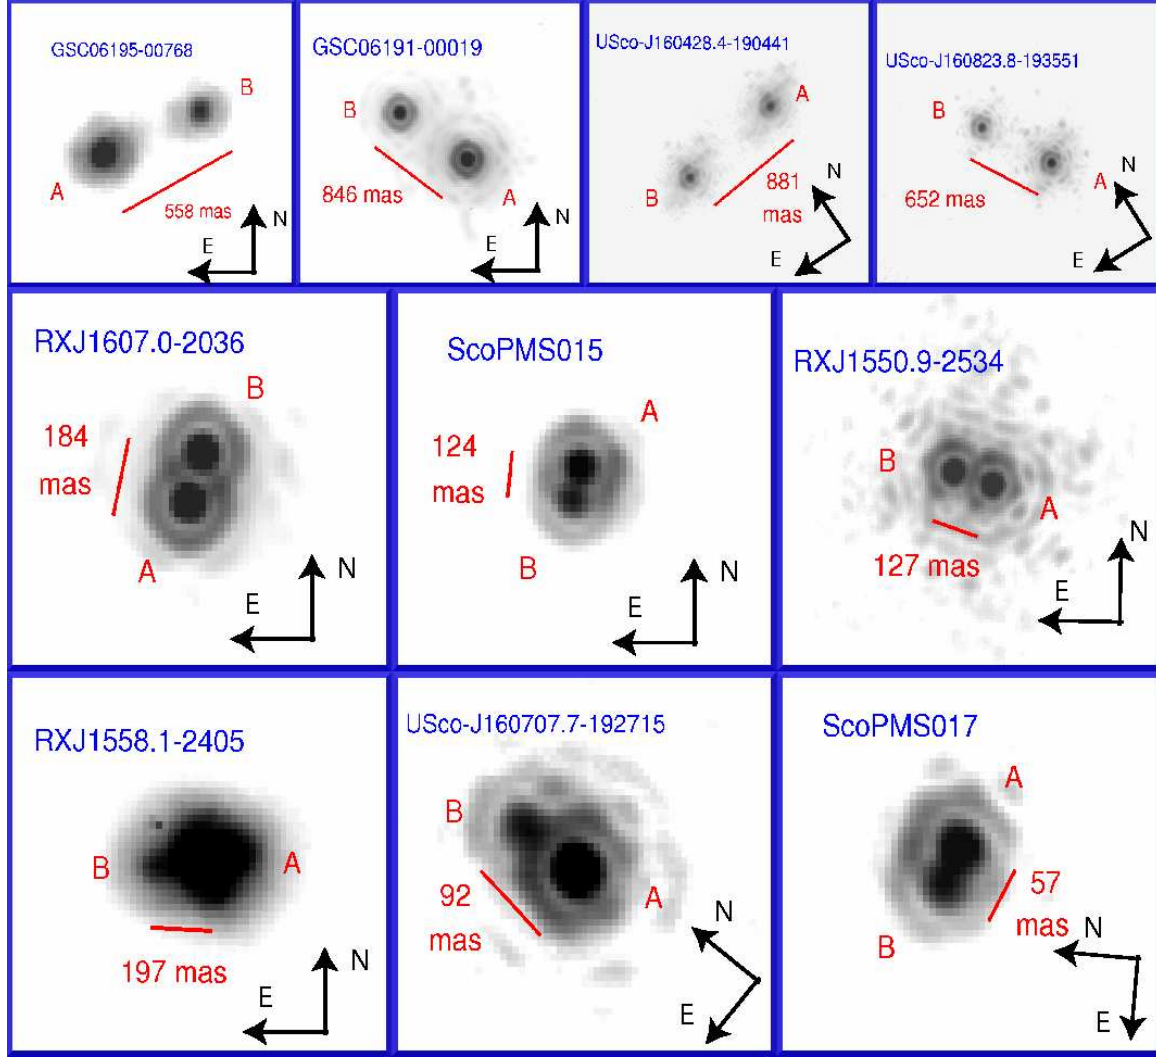 GSC06195-00768
B
A
558 mas
N
E
GSC06191-00019
B
846 mas
A
N
E
USco-J160428.4-190441
A
B
881
mas
N
E
USco-J160823.8-193551
B
652 mas
A
N
E
RXJ1607.0-2036
B
184
mas
A
N
E
ScoPMS015
A
124
mas
B
N
E
RXJ1550.9-2534
B
A
127 mas
N
E
RXJ1558.1-2405
B
A
197 mas
N
E
USco-J160707.7-192715
B
92
mas
A
N
E
ScoPMS017
A
57
mas
B
N
E